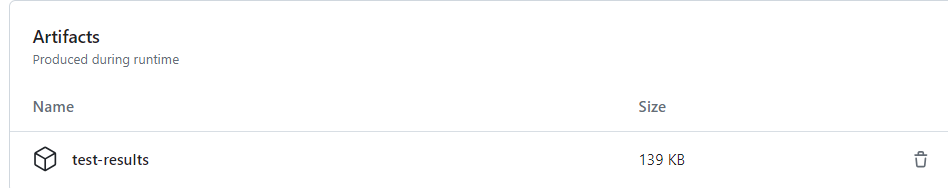 Artifacts
Produced during runtime
Name Size
test-results 139 KB